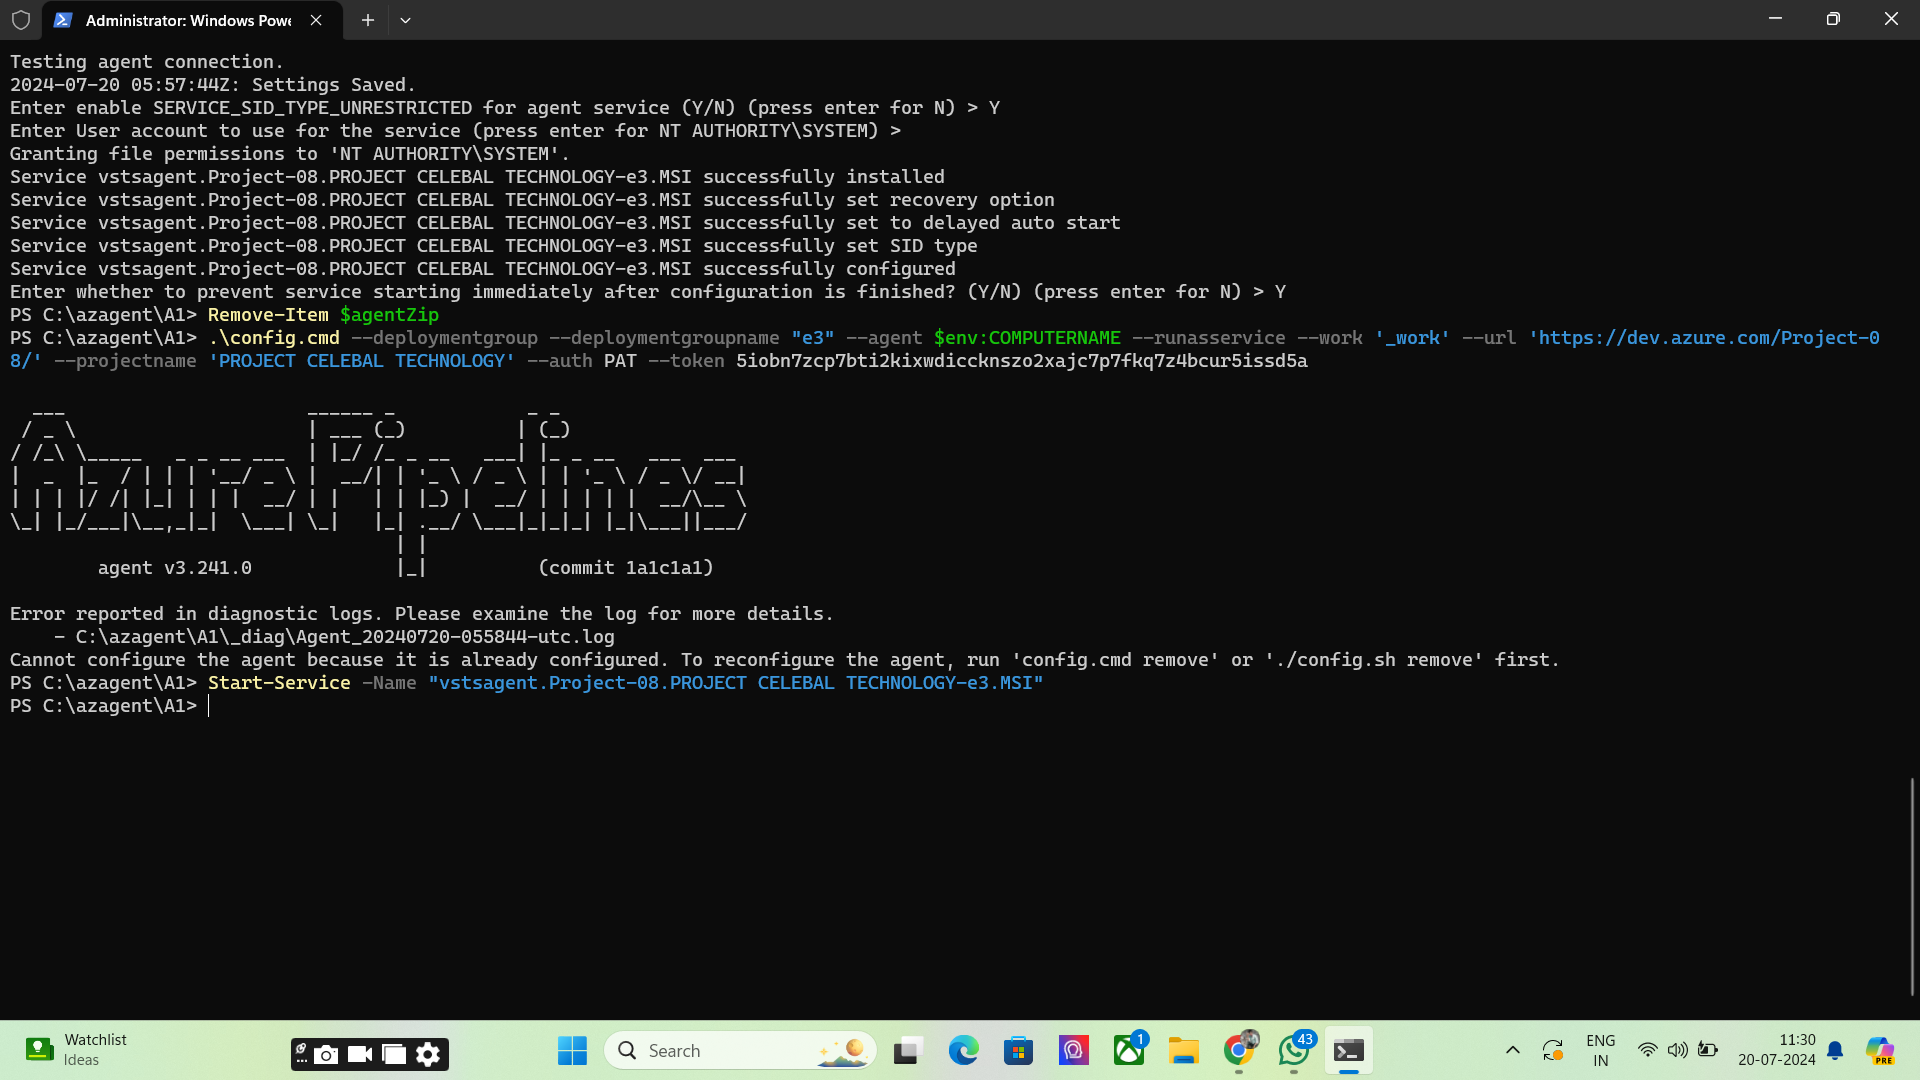 Administrator: Windows Powe
Testing agent connection.
2024-07-20 05:57:44Z: Settings Saved.
Enter enable SERVICE_SID_TYPE_UNRESTRICTED for agent service (Y/N) (press enter for N) > Y
Enter User account to use for the service (press enter for NT AUTHORITY\SYSTEM) >
Granting file permissions to 'NT AUTHORITY\SYSTEM'.
Service vstsagent.Project-08.PROJECT CELEBAL TECHNOLOGY-e3.MSI successfully installed
Service vstsagent.Project-08.PROJECT CELEBAL TECHNOLOGY-e3.MSI successfully set recovery option
Service vstsagent.Project-08.PROJECT CELEBAL TECHNOLOGY-e3.MSI successfully set to delayed auto start
Service vstsagent.Project-08.PROJECT CELEBAL TECHNOLOGY-e3.MSI successfully set SID type
Service vstsagent.Project-08.PROJECT CELEBAL TECHNOLOGY-e3.MSI successfully configured
Enter whether to prevent service starting immediately after configuration is finished? (Y/N) (press enter for N) > Y
PS C:\azagent\A1> Remove-Item $agentZip
PS C:\azagent\A1> .\config.cmd --deploymentgroup --deploymentgroupname "e3" --agent $env:COMPUTERNAME --runasservice --work '_work' --url 'https://dev.azure.com/Project-0
8/' --projectname 'PROJECT CELEBAL TECHNOLOGY' --auth PAT --token 5iobn7zcp7bti2kixwdiccknszo2xajc7p7fkq7z4bcur5issd5a
Azure Pipelines
agent v3.241.0 (commit 1a1c1a1)
Error reported in diagnostic logs. Please examine the log for more details.
- C:\azagent\A1\_diag\Agent_20240720-055844-utc.log
Cannot configure the agent because it is already configured. To reconfigure the agent, run 'config.cmd remove' or './config.sh remove' first.
PS C:\azagent\A1> Start-Service -Name "vstsagent.Project-08.PROJECT CELEBAL TECHNOLOGY-e3.MSI"
PS C:\azagent\A1>
Watchlist
Ideas
Search
1
43
ENG
IN
11:30
20-07-2024
PRE